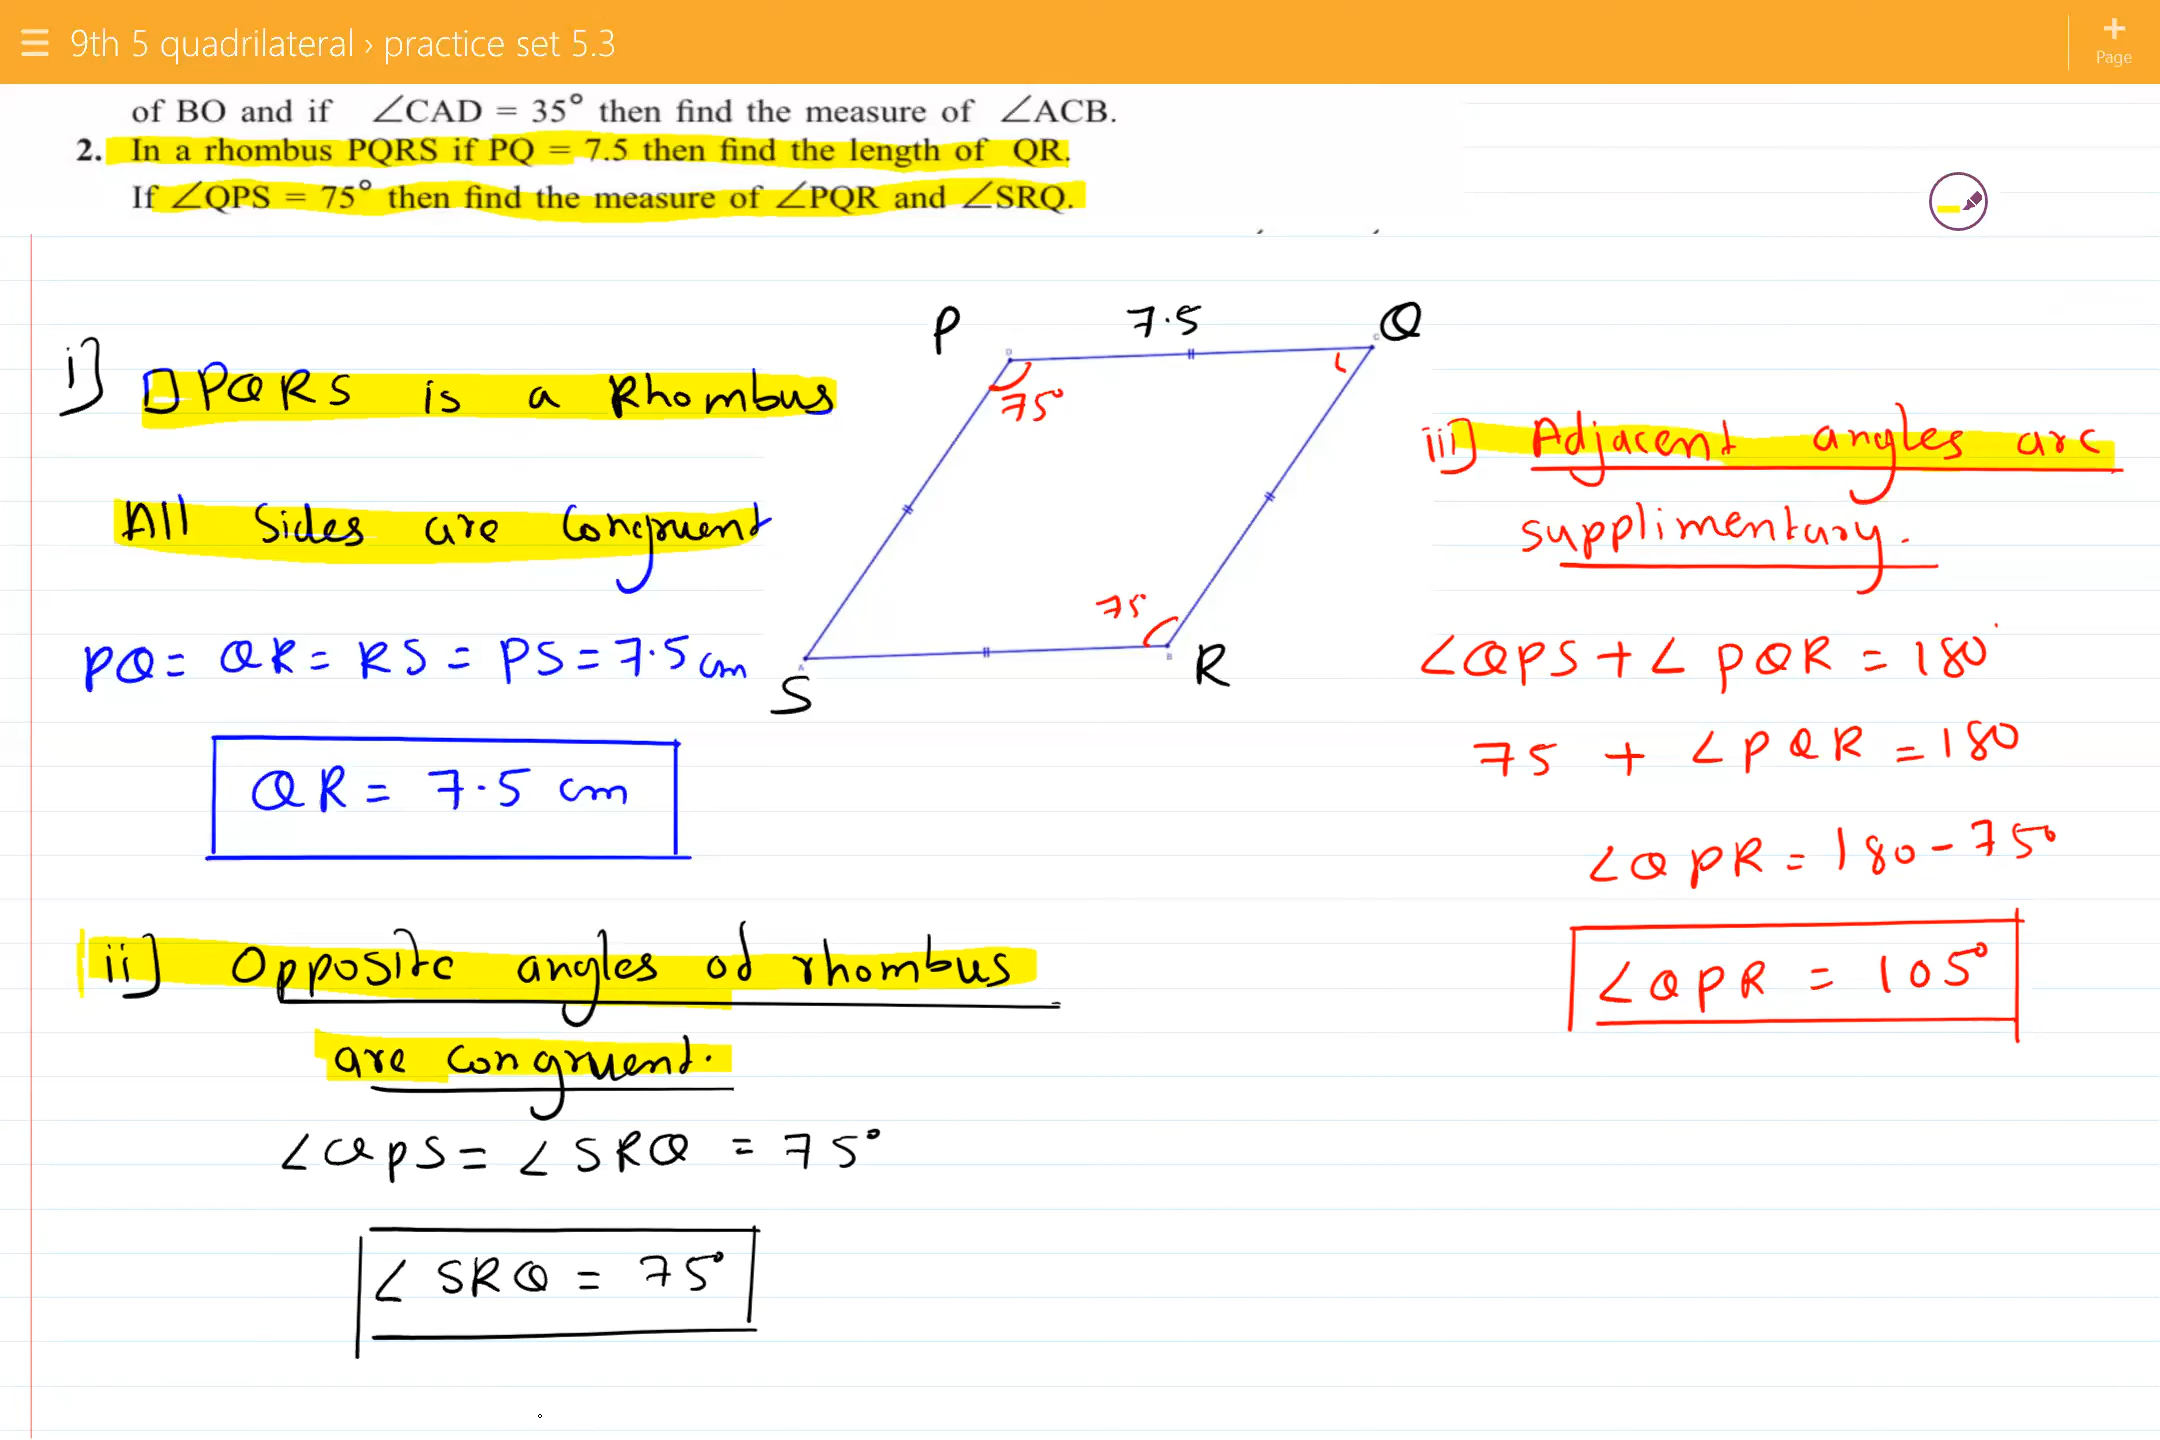 9th 5 quadrilateral › practice set 5.3
+
Page
of BO and if ∠CAD = 35° then find the measure of ∠ACB.
2. In a rhombus PQRS if PQ = 7.5 then find the length of QR.
If ∠QPS = 75° then find the measure of ∠PQR and ∠SRQ.
i] □ PQRS is a Rhombus
All sides are congruent
PQ = QR = RS = PS = 7.5 cm
QR = 7.5 cm
ii] Opposite angles od rhombus
are congruent.
∠QPS = ∠SRQ = 75°
∠SRQ = 75°
P 7.5 Q
75°
75°
S R
iii] Adjacent angles are
supplimentary.
∠QPS + ∠PQR = 180°
75 + ∠PQR = 180
∠QPR = 180 - 75°
∠QPR = 105°